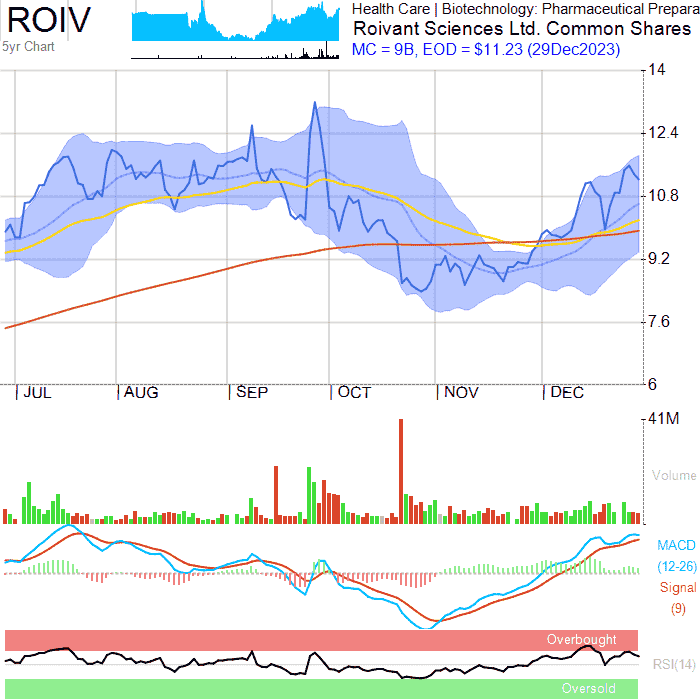 ROIV
5yr Chart
Health Care | Biotechnology: Pharmaceutical Prepara
Roivant Sciences Ltd. Common Shares
MC = 9B, EOD = $11.23 (29Dec2023)
14
12.4
10.8
9.2
7.6
6
JUL AUG SEP OCT NOV DEC
41M
Volume
MACD
(12-26)
Signal
(9)
Overbought
RSI(14)
Oversold